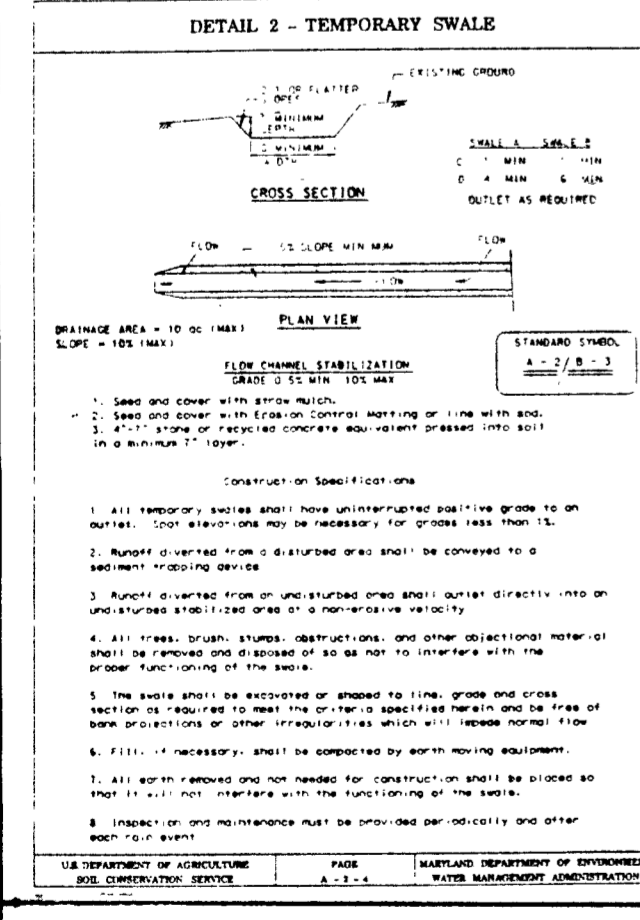 DETAIL 2 - TEMPORARY SWALE
EXISTING GROUND
OR FLATTER
MINIMUM
MINIMUM
CROSS SECTION
SWALE A SWALE B
C MIN MIN
D 4 MIN 6 MIN
OUTLET AS REQUIRED
FLOW SLOPE FLOW
FLOW
PLAN VIEW
DRAINAGE AREA = 10 ac (MAX)
SLOPE = 10% (MAX)
STANDARD SYMBOL
A - 2 / B - 3
FLOW CHANNEL STABILIZATION
GRADE 0.5% MIN 10% MAX
1. Seed and cover with straw mulch.
2. Seed and cover with Erosion Control Matting or line with sod.
3. 4"-7" stone or recycled concrete equivalent pressed into soil
in a minimum 7" layer.
Construction Specifications
1 All temporary swales shall have uninterrupted positive grade to an
outlet. Spot elevations may be necessary for grades less than 1%.
2. Runoff diverted from a disturbed area shall be conveyed to a
sediment trapping device
3 Runoff diverted from an undisturbed area shall outlet directly into an
undisturbed stabilized area at a non-erosive velocity
4. All trees, brush, stumps, obstructions, and other objectional material
shall be removed and disposed of so as not to interfere with the
proper functioning of the swale.
5 The swale shall be excavated or shaped to line, grade and cross
section as required to meet the criteria specified herein and be free of
bank projections or other irregularities which will impede normal flow
6. Fill, if necessary, shall be compacted by earth moving equipment.
7. All earth removed and not needed for construction shall be placed so
that it will not interfere with the functioning of the swale.
8 Inspection and maintenance must be provided periodically and after
each rain event
U.S. DEPARTMENT OF AGRICULTURE PAGE MARYLAND DEPARTMENT OF
SOIL CONSERVATION SERVICE A - 2 - 4 WATER MANAGEMENT ADMINISTRATION